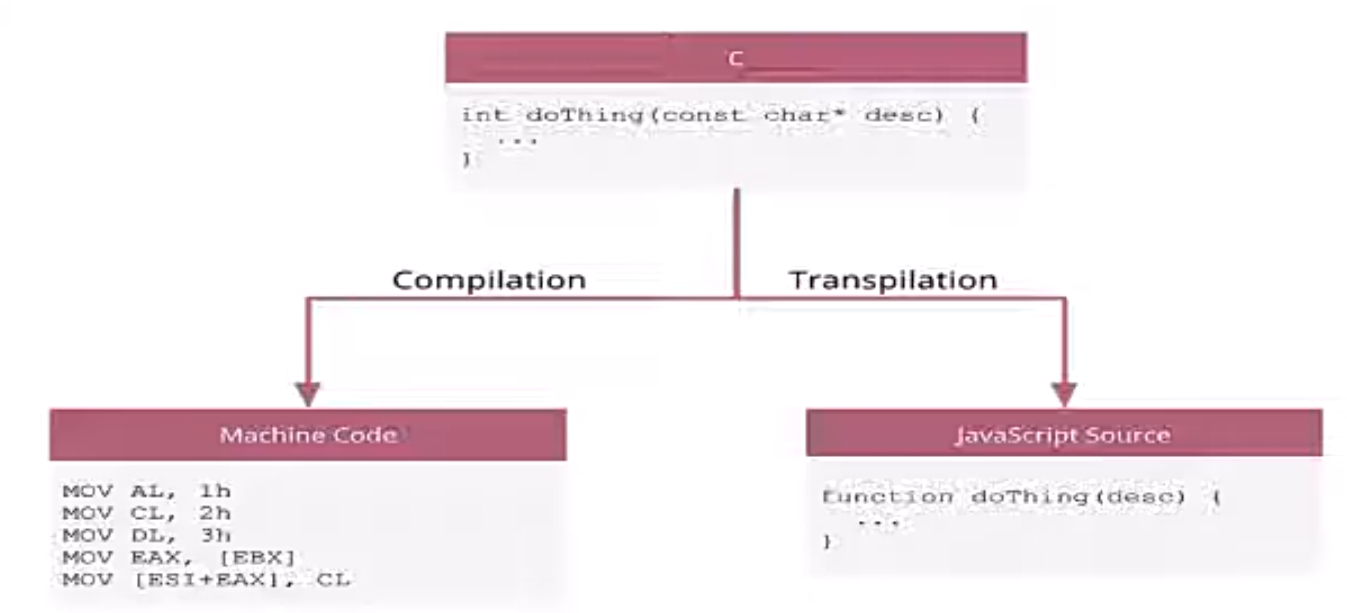 C
int doThing(const char* desc) {
...
}
Compilation
Transpilation
Machine Code
MOV AL, 1h
MOV CL, 2h
MOV DL, 3h
MOV EAX, [EBX]
MOV [ESI+EAX], CL
JavaScript Source
function doThing(desc) {
...
}